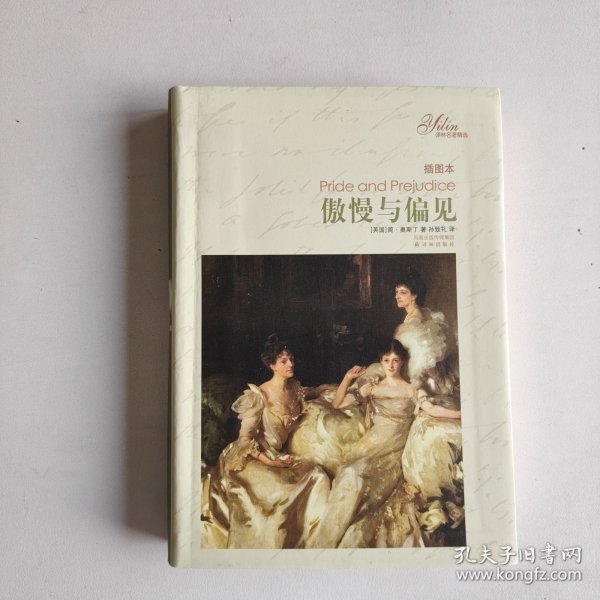 Yilin
译林名著精选
插图本
Pride and Prejudice
傲慢与偏见
[英国]简·奥斯丁 著 孙致礼 译
凤凰出版传媒集团
译林出版社
孔夫子旧书网
www.kongfz.com